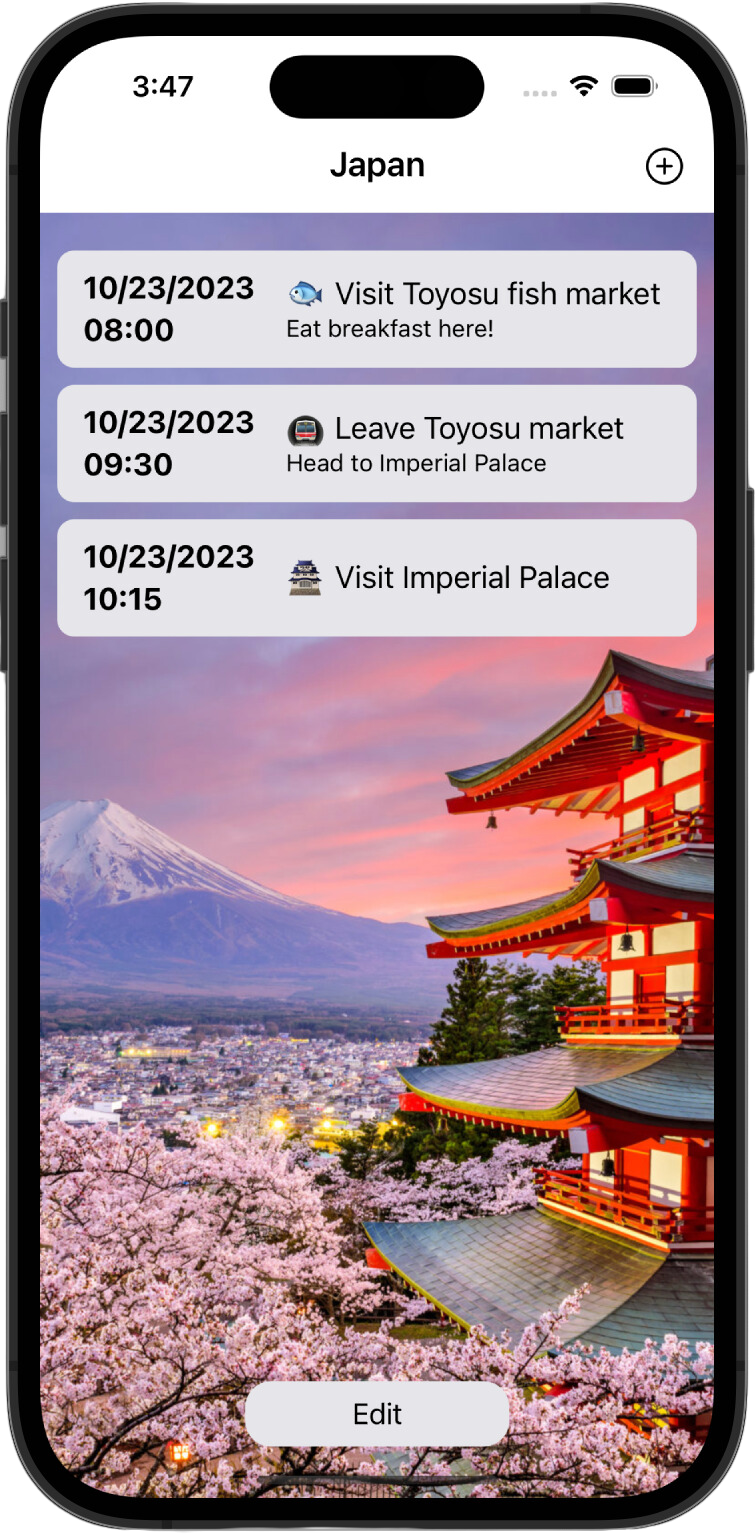 3:47
Japan
10/23/2023
08:00
🐟 Visit Toyosu fish market
Eat breakfast here!
10/23/2023
09:30
🚇 Leave Toyosu market
Head to Imperial Palace
10/23/2023
10:15
🏯 Visit Imperial Palace
Edit